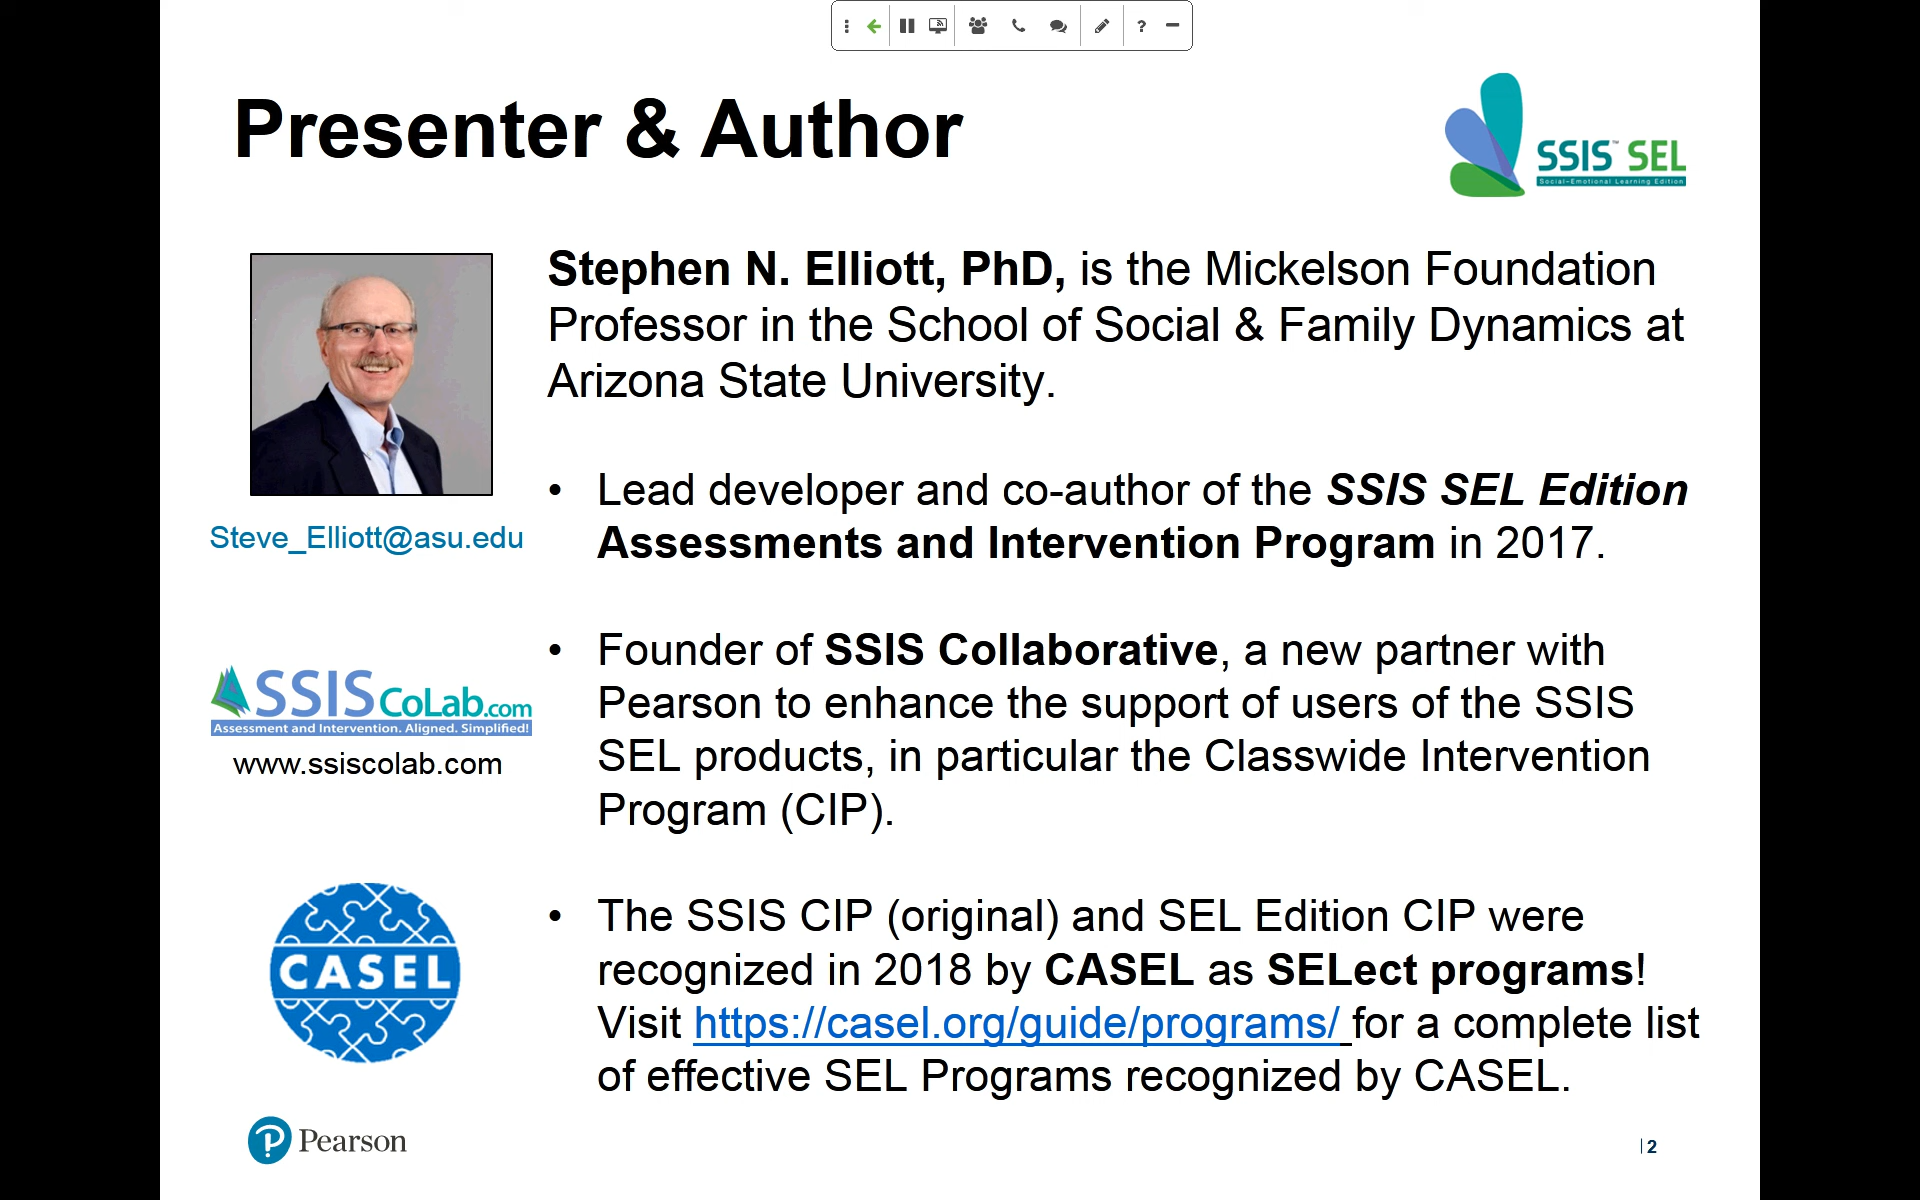 Presenter & Author
SSIS™ SEL
Social-Emotional Learning Edition
Stephen N. Elliott, PhD, is the Mickelson Foundation
Professor in the School of Social & Family Dynamics at
Arizona State University.
Steve_Elliott@asu.edu
• Lead developer and co-author of the SSIS SEL Edition
Assessments and Intervention Program in 2017.
SSIS CoLab.com
Assessment and Intervention. Aligned. Simplified!
www.ssiscolab.com
• Founder of SSIS Collaborative, a new partner with
Pearson to enhance the support of users of the SSIS
SEL products, in particular the Classwide Intervention
Program (CIP).
CASEL
• The SSIS CIP (original) and SEL Edition CIP were
recognized in 2018 by CASEL as SELect programs!
Visit https://casel.org/guide/programs/ for a complete list
of effective SEL Programs recognized by CASEL.
P Pearson
| 2